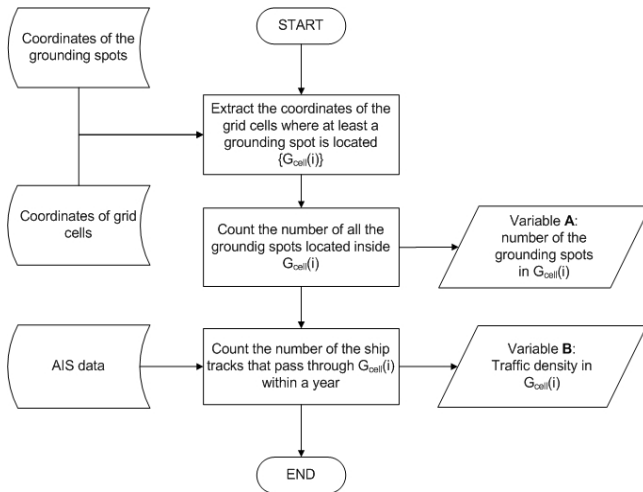 Coordinates of the
grounding spots
START
Extract the coordinates of the
grid cells where at least a
grounding spot is located
{Gcell(i)}
Coordinates of grid
cells
Count the number of all the
groundig spots located inside
Gcell(i)
Variable A:
number of the
grounding spots
in Gcell(i)
AIS data
Count the number of the ship
tracks that pass through Gcell(i)
within a year
Variable B:
Traffic density in
Gcell(i)
END